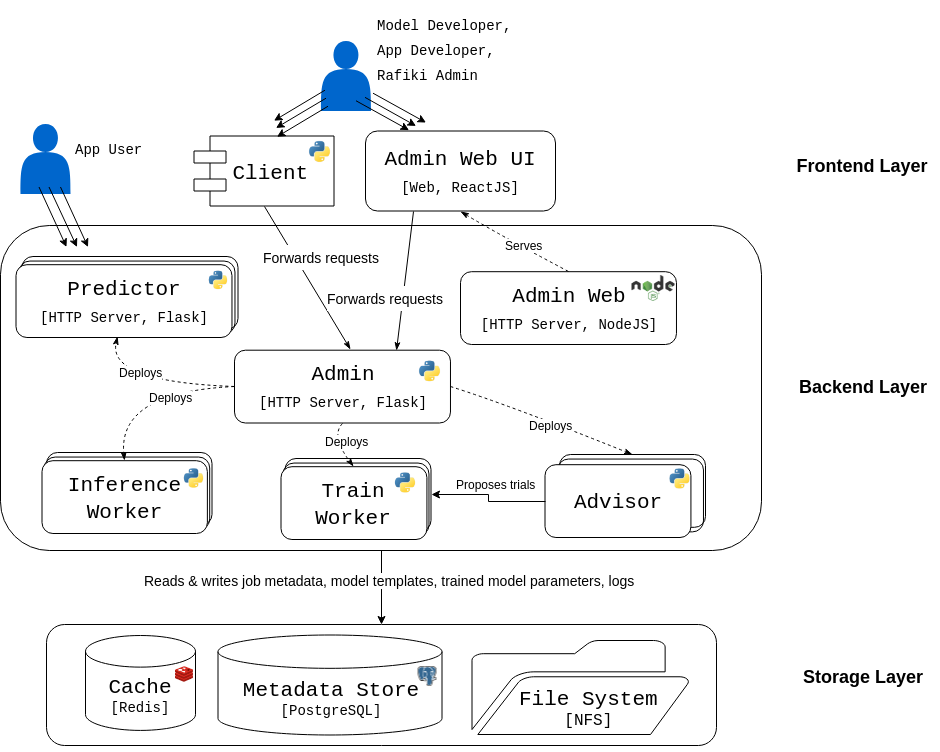 Model Developer,
App Developer,
Rafiki Admin
App User
Client
Admin Web UI
[Web, ReactJS]
Frontend Layer
Serves
Forwards requests
Forwards requests
Predictor
[HTTP Server, Flask]
Admin Web
[HTTP Server, NodeJS]
node
JS
Admin
[HTTP Server, Flask]
Backend Layer
Deploys
Deploys
Deploys
Deploys
Inference
Worker
Train
Worker
Proposes trials
Advisor
Reads & writes job metadata, model templates, trained model parameters, logs
Cache
[Redis]
Metadata Store
[PostgreSQL]
File System
[NFS]
Storage Layer